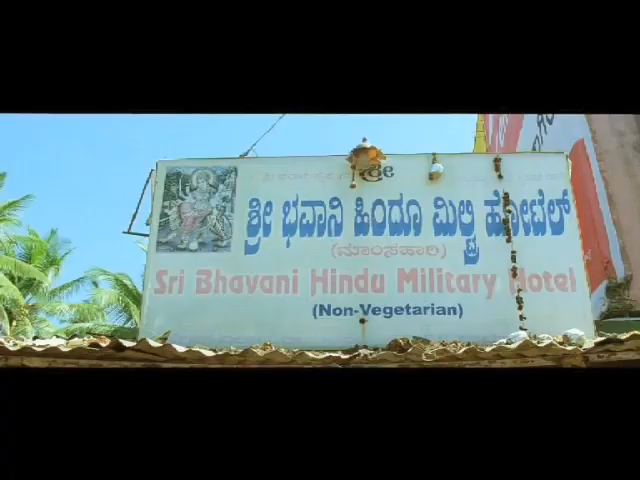 ಶ್ರೀ
ಶ್ರೀ ಭವಾನಿ ಹಿಂದೂ ಮಿಲ್ಟ್ರಿ ಹೋಟೆಲ್
(ಮಾಂಸಹಾರಿ)
Sri Bhavani Hindu Military Hotel
(Non-Vegetarian)